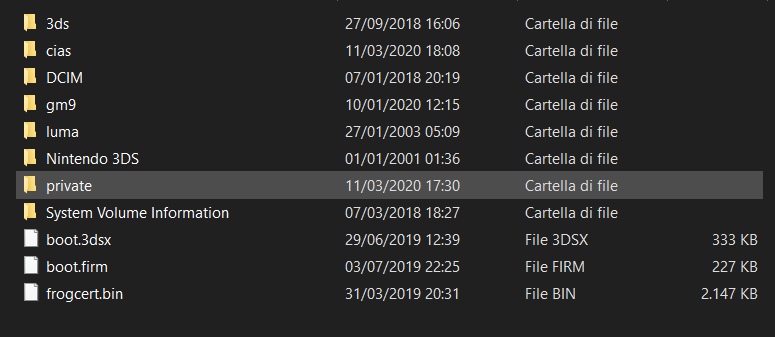 3ds 27/09/2018 16:06 Cartella di file
cias 11/03/2020 18:08 Cartella di file
DCIM 07/01/2018 20:19 Cartella di file
gm9 10/01/2020 12:15 Cartella di file
luma 27/01/2003 05:09 Cartella di file
Nintendo 3DS 01/01/2001 01:36 Cartella di file
private 11/03/2020 17:30 Cartella di file
System Volume Information 07/03/2018 18:27 Cartella di file
boot.3dsx 29/06/2019 12:39 File 3DSX 333 KB
boot.firm 03/07/2019 22:25 File FIRM 227 KB
frogcert.bin 31/03/2019 20:31 File BIN 2.147 KB